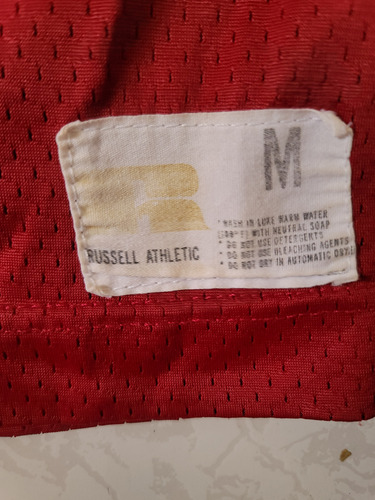 M
RUSSELL ATHLETIC
* WASH IN LUKE WARM WATER
WITH NEUTRAL SOAP
* DO NOT USE DETERGENTS
* DO NOT USE BLEACHING AGENTS
* DO NOT DRY IN AUTOMATIC